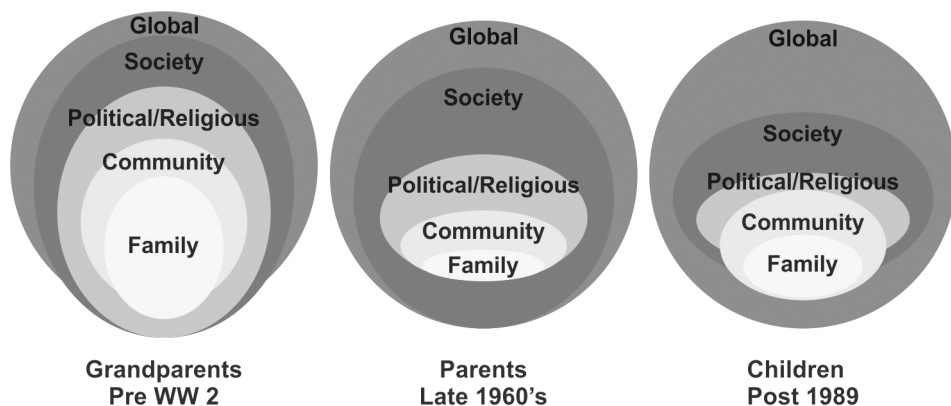 Global
Society
Political/Religious
Community
Family
Grandparents
Pre WW 2
Global
Society
Political/Religious
Community
Family
Parents
Late 1960's
Global
Society
Political/Religious
Community
Family
Children
Post 1989